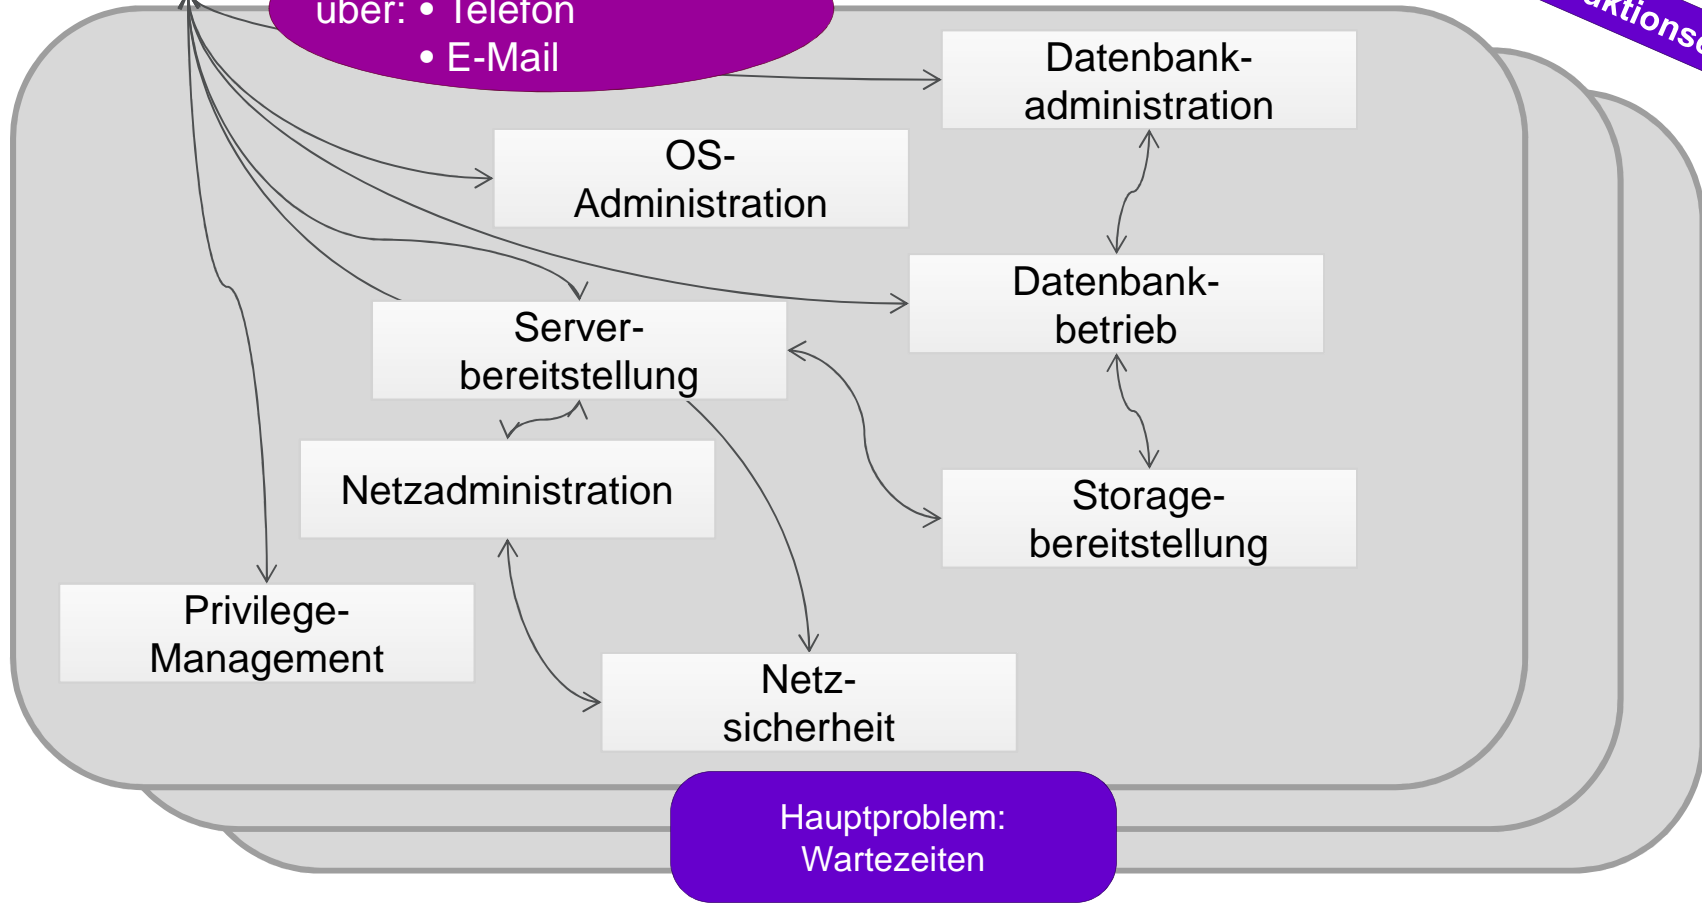 über: • Telefon
• E-Mail
Datenbank-
administration
OS-
Administration
Datenbank-
betrieb
Server-
bereitstellung
Netzadministration
Storage-
bereitstellung
Privilege-
Management
Netz-
sicherheit
Hauptproblem:
Wartezeiten